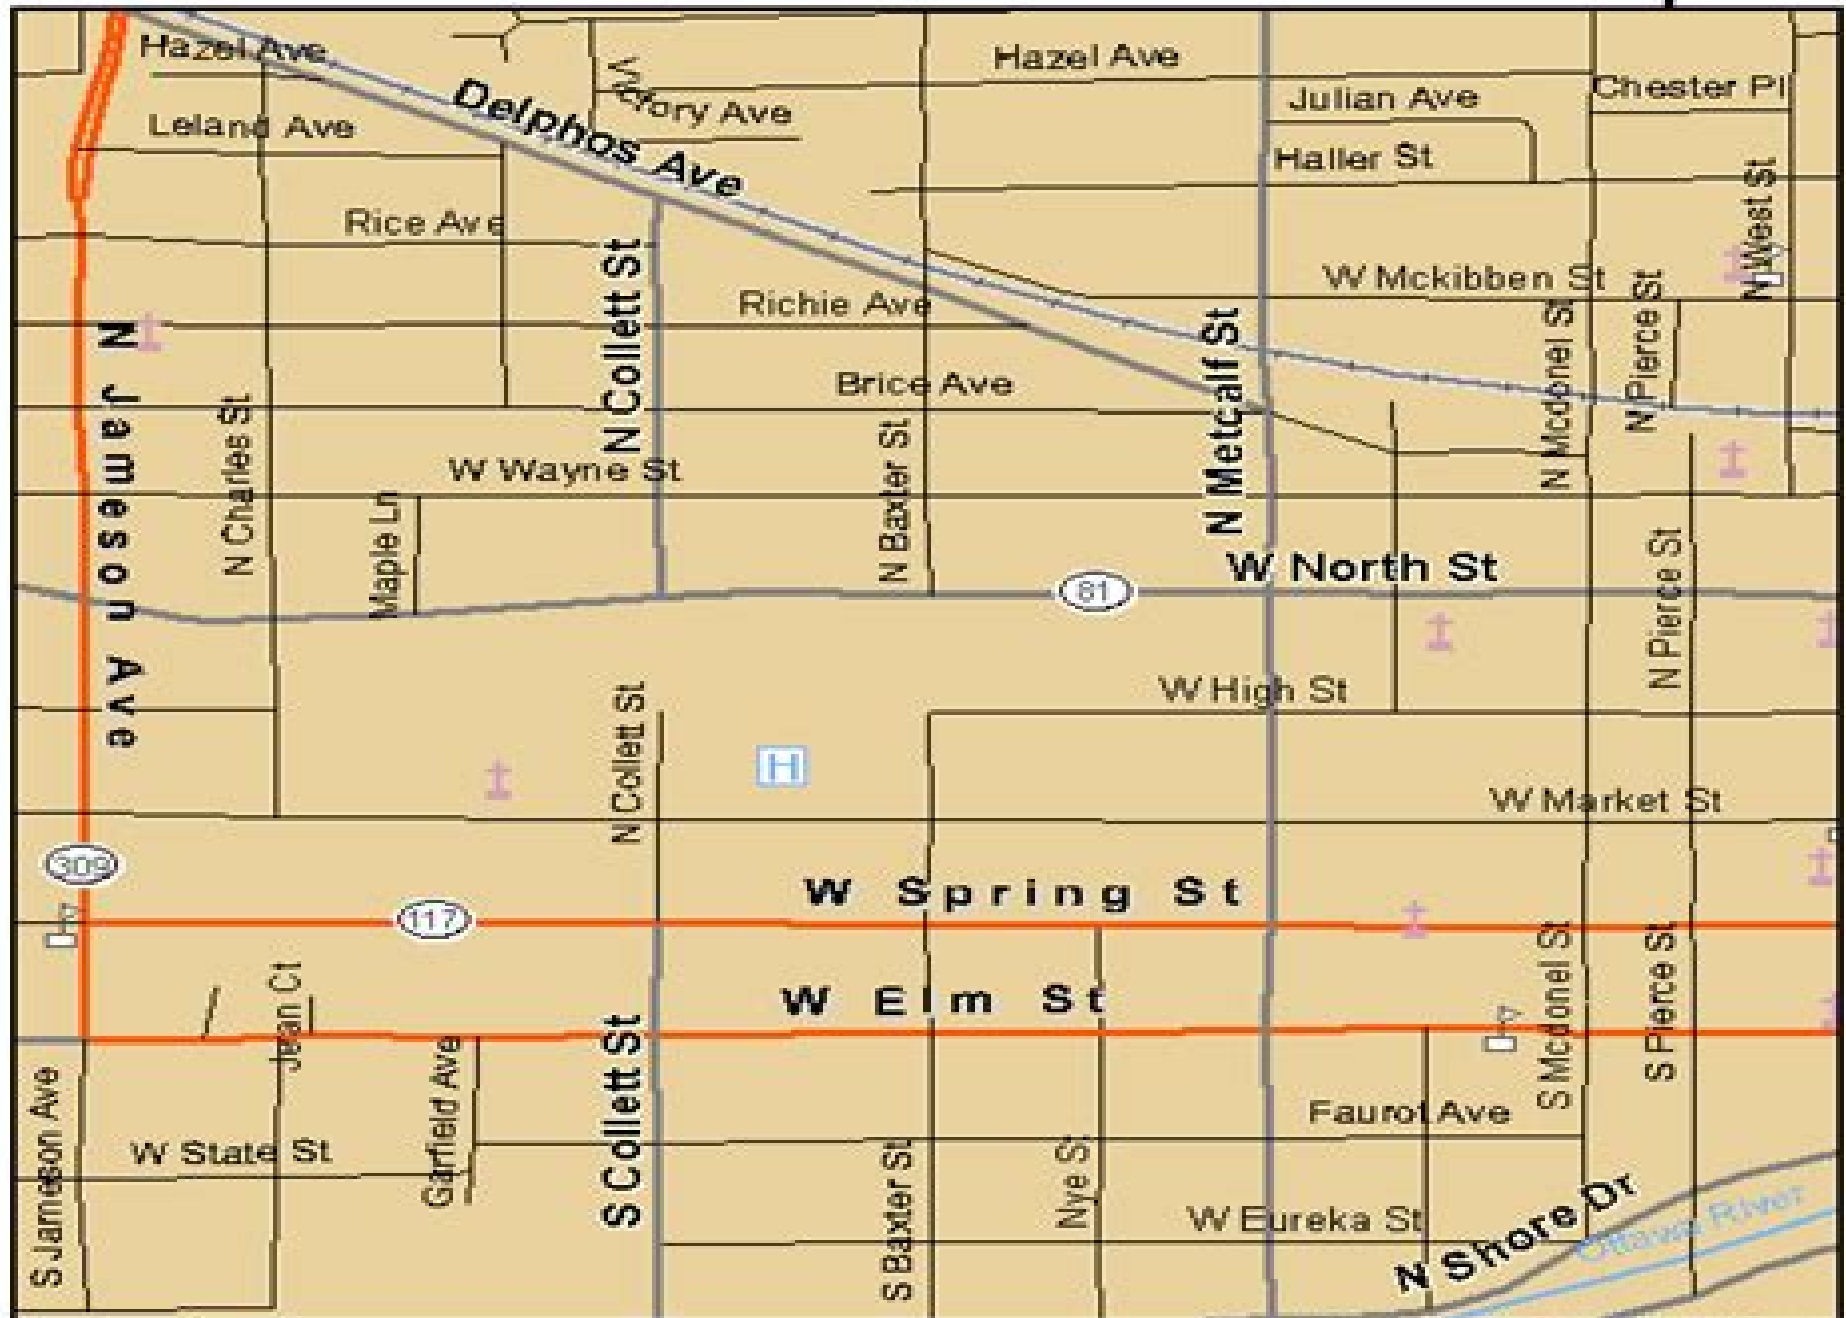 Hazel Ave
Hazel Ave
Victory Ave
Delphos Ave
Julian Ave
Chester Pl
Leland Ave
Haller St
N West St
Rice Ave
N Collett St
W Mckibben St
Richie Ave
N Jameson Ave
N Metcalf St
N Mcdonel St
N Pierce St
Brice Ave
N Charles St
W Wayne St
Maple Ln
N Baxter St
W North St
81
N Pierce St
W High St
N Collett St
H
W Market St
309
W Spring St
117
S Mcdonel St
S Pierce St
Jean Ct
W Elm St
S Jameson Ave
Garfield Ave
S Collett St
Faurot Ave
W State St
S Baxter St
Nye St
W Eureka St
N Shore Dr
Ottawa River